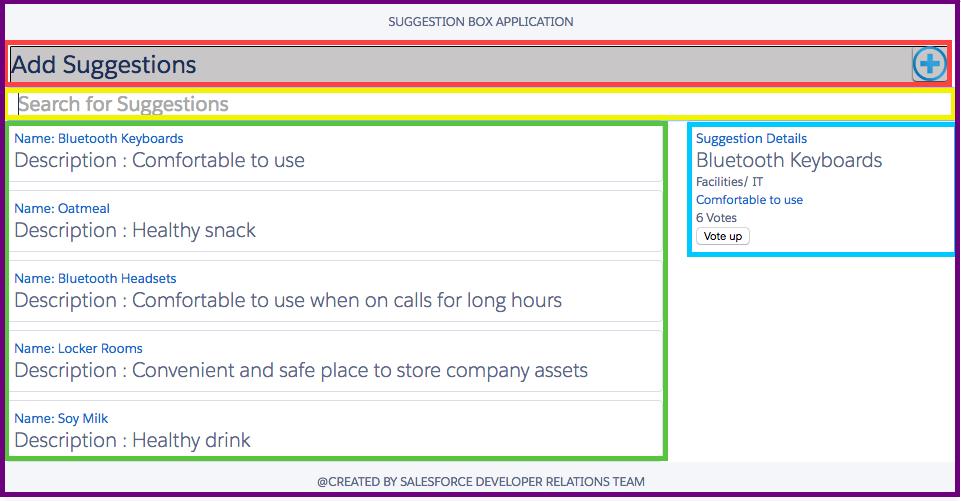 SUGGESTION BOX APPLICATION
Add Suggestions
Search for Suggestions
Name: Bluetooth Keyboards
Description : Comfortable to use
Name: Oatmeal
Description : Healthy snack
Name: Bluetooth Headsets
Description : Comfortable to use when on calls for long hours
Name: Locker Rooms
Description : Convenient and safe place to store company assets
Name: Soy Milk
Description : Healthy drink
Suggestion Details
Bluetooth Keyboards
Facilities/ IT
Comfortable to use
6 Votes
Vote up
@CREATED BY SALESFORCE DEVELOPER RELATIONS TEAM